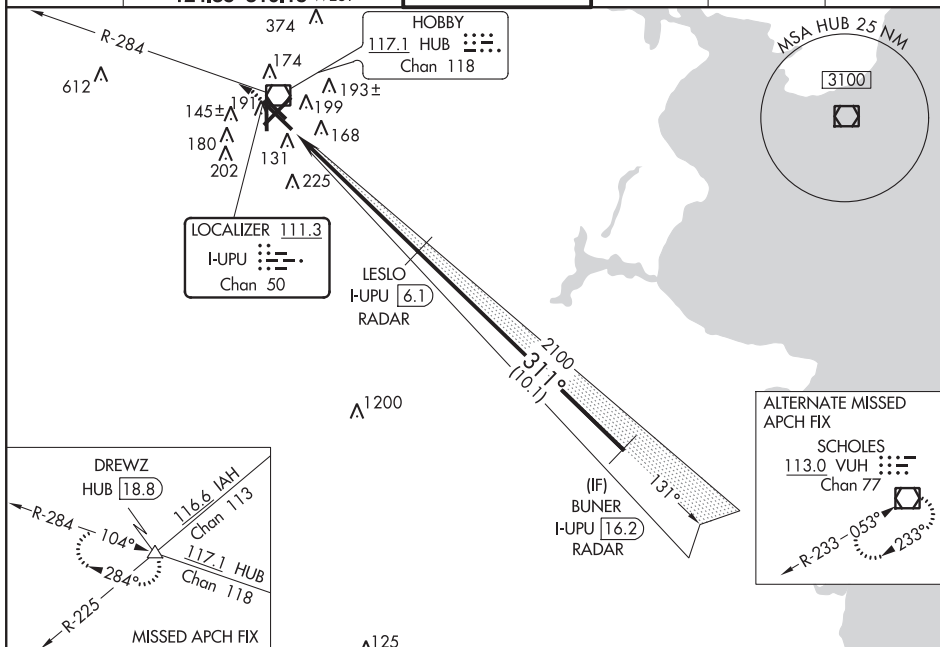 374
R-284
HOBBY
117.1 HUB
Chan 118
MSA HUB 25 NM
3100
612
174
193±
191
199
145±
168
180
131
202
225
LOCALIZER 111.3
I-UPU
Chan 50
LESLO
I-UPU 6.1
RADAR
2100
311°
(10.1)
1200
131°
(IF)
BUNER
I-UPU 16.2
RADAR
ALTERNATE MISSED
APCH FIX
SCHOLES
113.0 VUH
Chan 77
R-233
053°
233°
DREWZ
HUB 18.8
116.6 IAH
Chan 113
R-284
104°
117.1 HUB
Chan 118
284°
R-225
MISSED APCH FIX
125